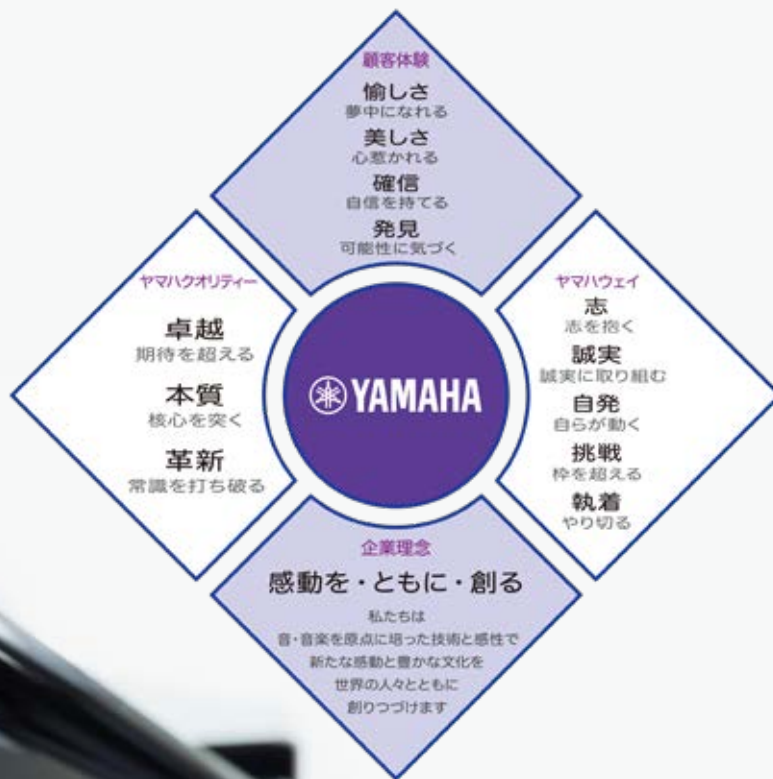 顧客体験
愉しさ
夢中になれる
美しさ
心惹かれる
確信
自信を持てる
発見
可能性に気づく
ヤマハクオリティー
卓越
期待を超える
本質
核心を突く
革新
常識を打ち破る
YAMAHA
ヤマハウェイ
志
志を抱く
誠実
誠実に取り組む
自発
自らが動く
挑戦
枠を超える
執着
やり切る
企業理念
感動を・ともに・創る
私たちは
音・音楽を原点に培った技術と感性で
新たな感動と豊かな文化を
世界の人々とともに
創りつづけます